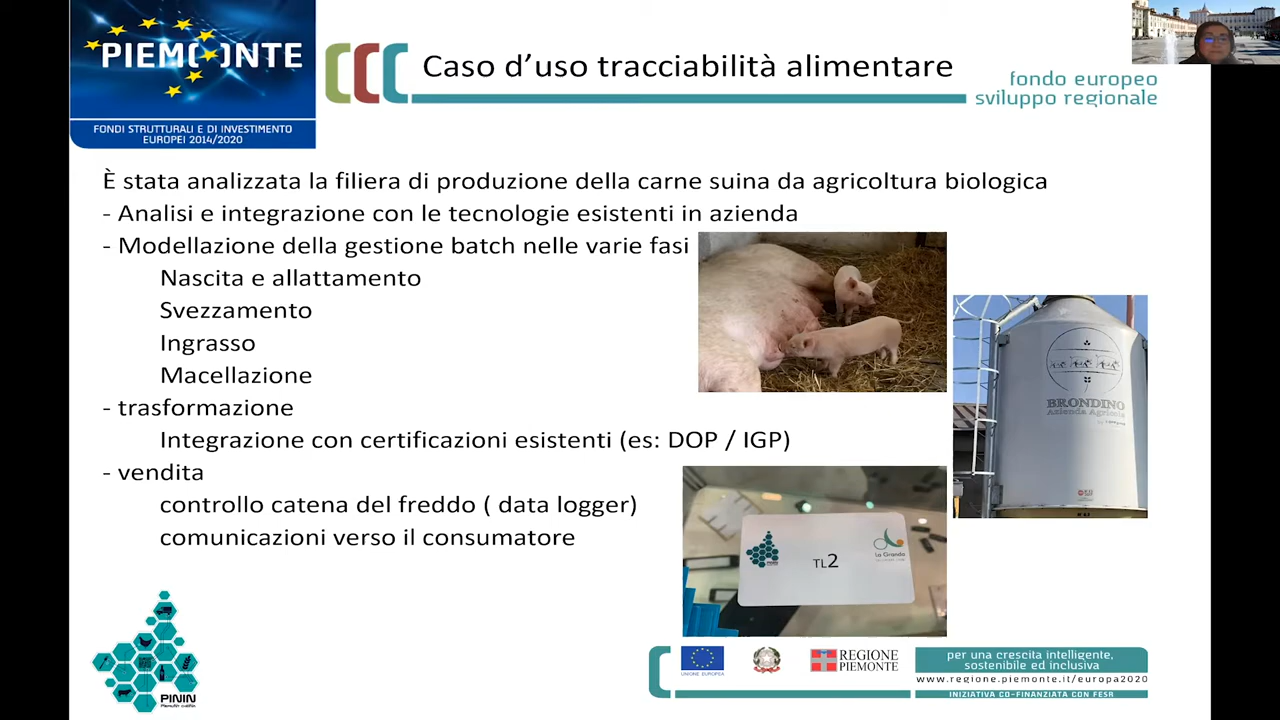 PIEMONTE
FONDI STRUTTURALI E DI INVESTIMENTO
EUROPEI 2014/2020
Caso d’uso tracciabilità alimentare
fondo europeo
sviluppo regionale
È stata analizzata la filiera di produzione della carne suina da agricoltura biologica
- Analisi e integrazione con le tecnologie esistenti in azienda
- Modellazione della gestione batch nelle varie fasi
Nascita e allattamento
Svezzamento
Ingrasso
Macellazione
- trasformazione
Integrazione con certificazioni esistenti (es: DOP / IGP)
- vendita
controllo catena del freddo ( data logger)
comunicazioni verso il consumatore
BRONDINO
Azienda Agricola
PININ
La Granda
TL2
PININ
UNIONE EUROPEA
REGIONE
PIEMONTE
per una crescita intelligente,
sostenibile ed inclusiva
www.regione.piemonte.it/europa2020
INIZIATIVA CO-FINANZIATA CON FESR